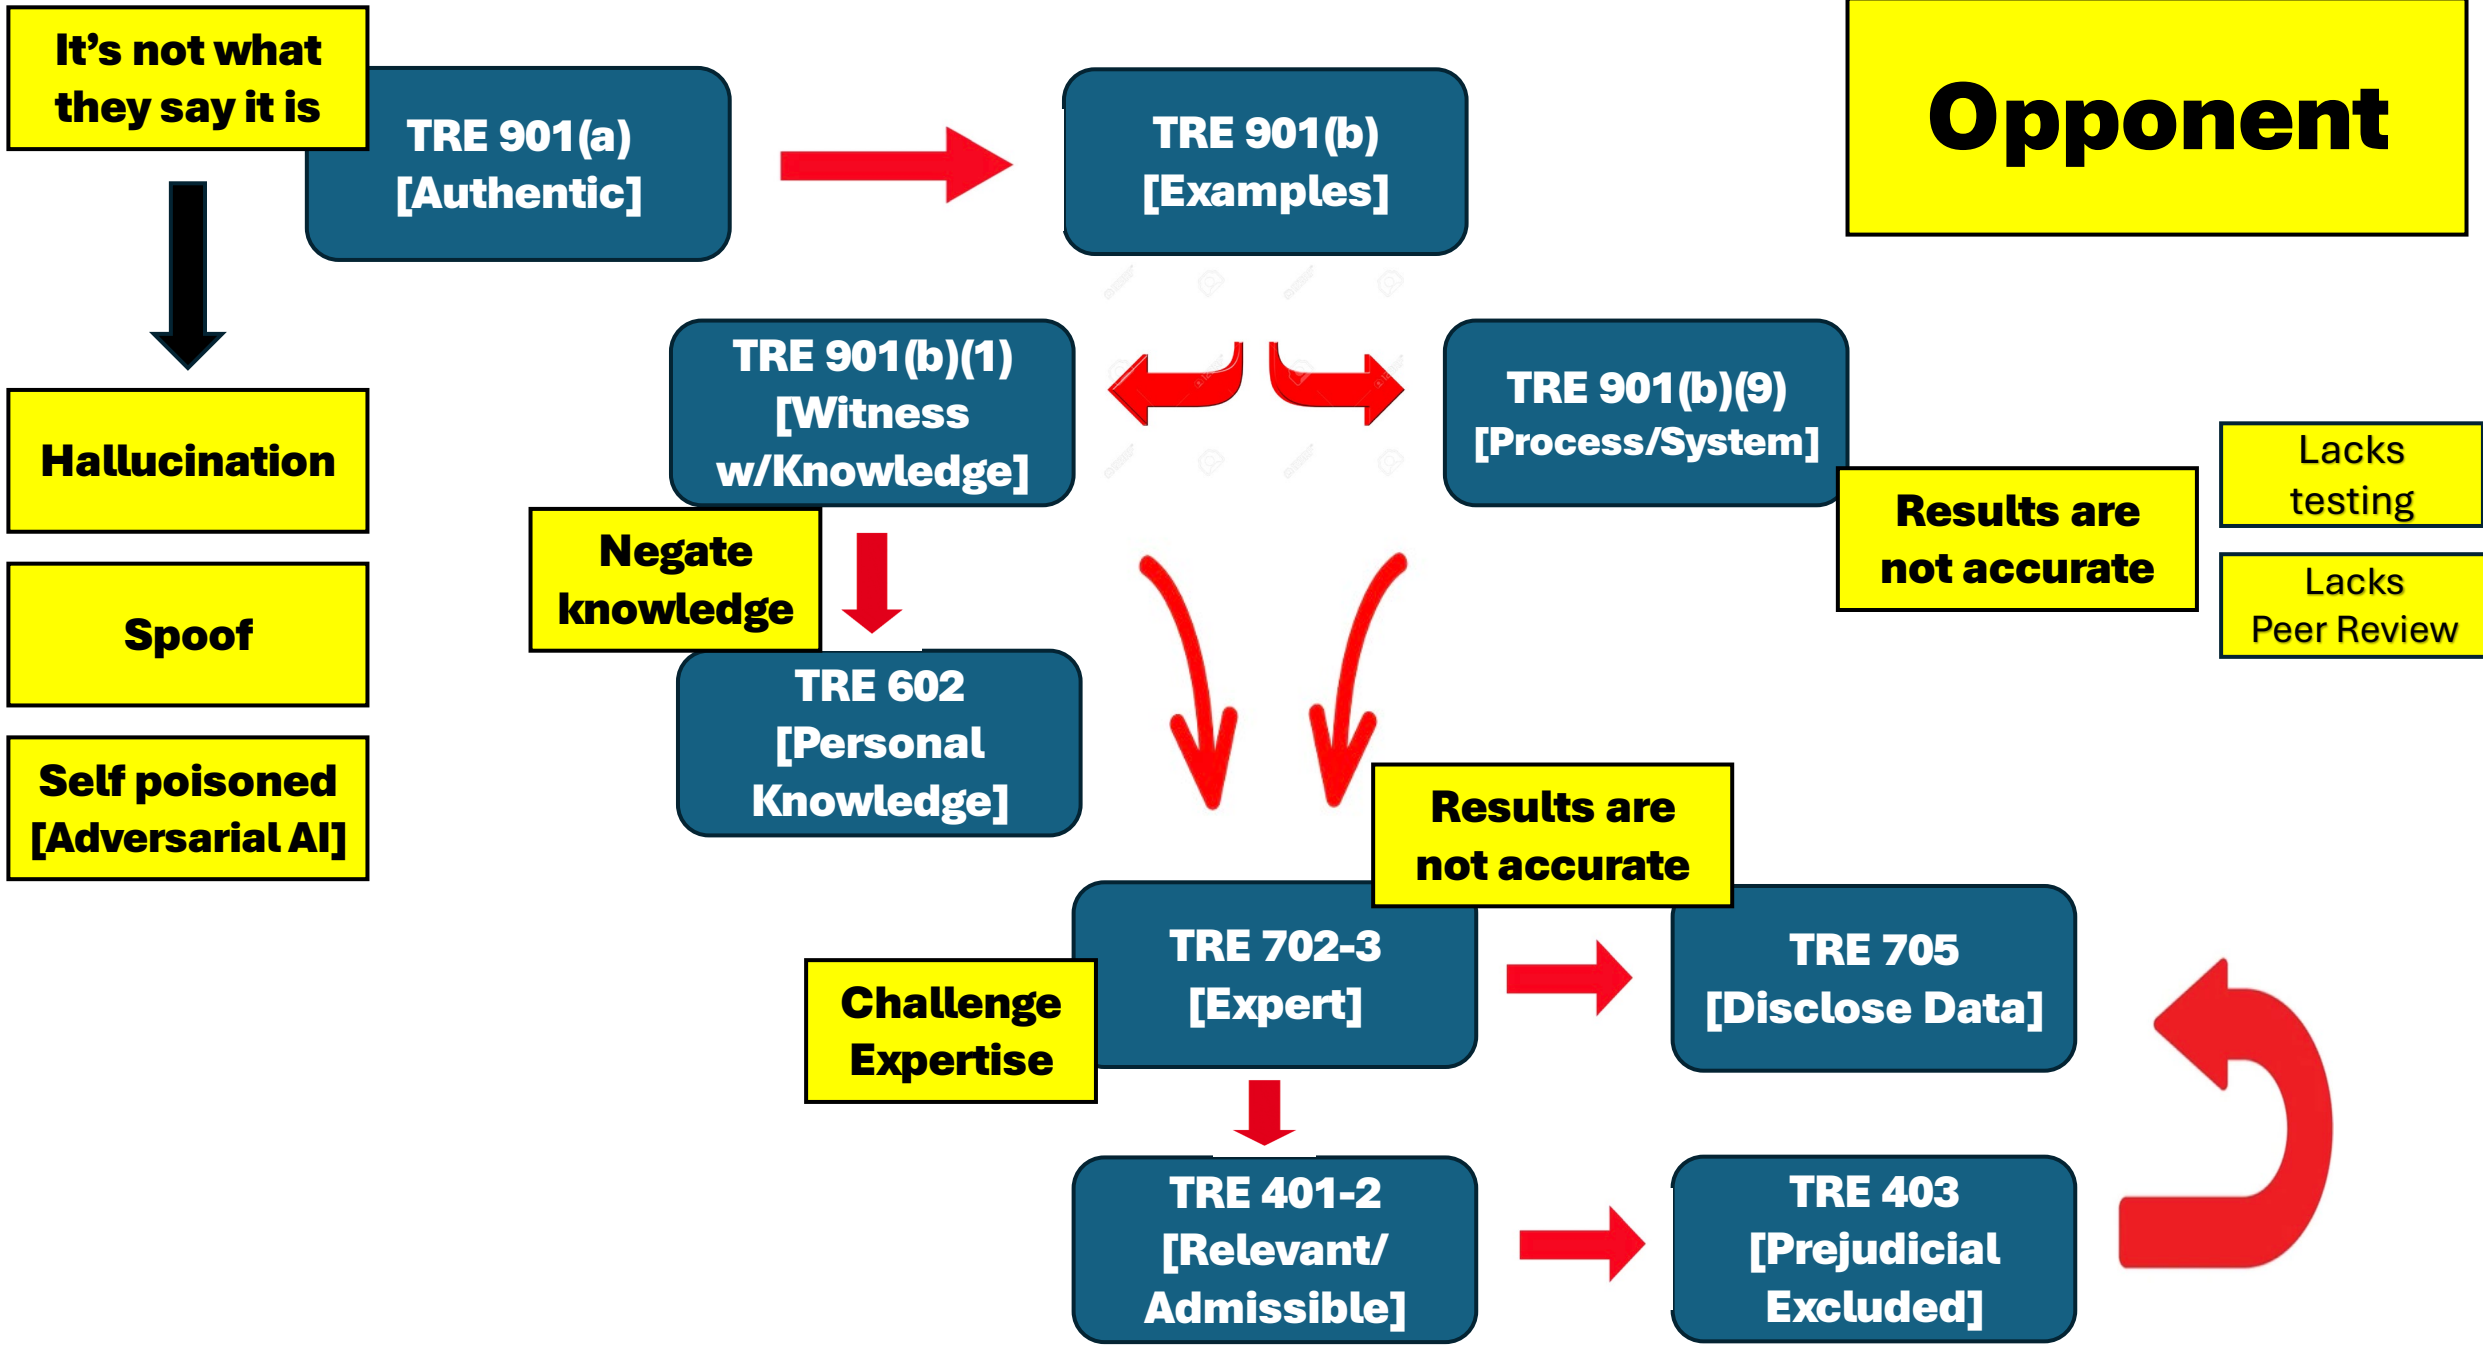 It's not what
they say it is
TRE 901(a)
[Authentic]
TRE 901(b)
[Examples]
Opponent
TRE 901(b)(1)
[Witness
w/Knowledge]
TRE 901(b)(9)
[Process/System]
Hallucination
Spoof
Self poisoned
[Adversarial AI]
Negate
knowledge
Results are
not accurate
Lacks
testing
Lacks
Peer Review
TRE 602
[Personal
Knowledge]
Results are
not accurate
Challenge
Expertise
TRE 702-3
[Expert]
TRE 705
[Disclose Data]
TRE 401-2
[Relevant/
Admissible]
TRE 403
[Prejudicial
Excluded]